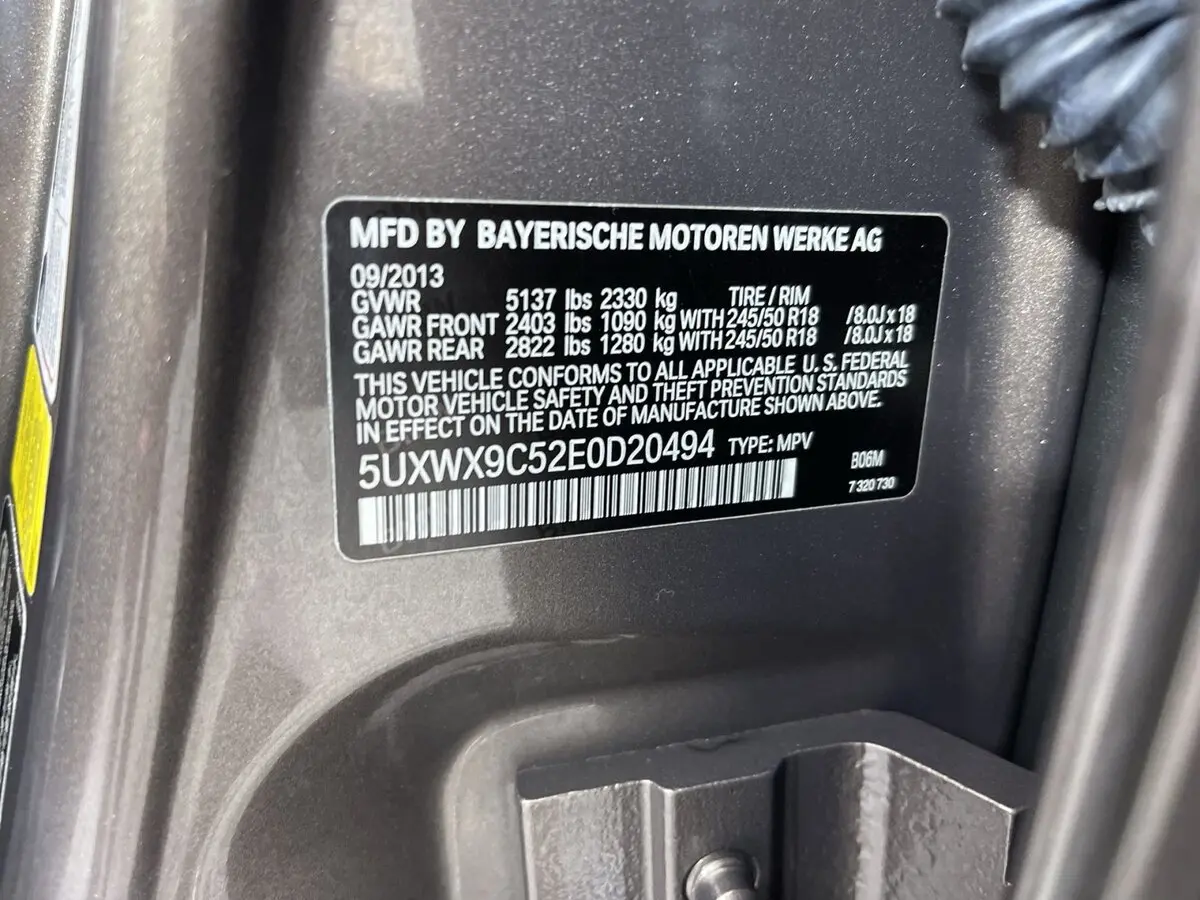 MFD BY BAYERISCHE MOTOREN WERKE AG
09/2013
GVWR 5137 lbs 2330 kg TIRE / RIM
GAWR FRONT 2403 lbs 1090 kg WITH 245/50 R18 /8.0J x 18
GAWR REAR 2822 lbs 1280 kg WITH 245/50 R18 /8.0J x 18
THIS VEHICLE CONFORMS TO ALL APPLICABLE U. S. FEDERAL
MOTOR VEHICLE SAFETY AND THEFT PREVENTION STANDARDS
IN EFFECT ON THE DATE OF MANUFACTURE SHOWN ABOVE.
5UXWX9C52E0D20494 TYPE: MPV B06M
7 320 730